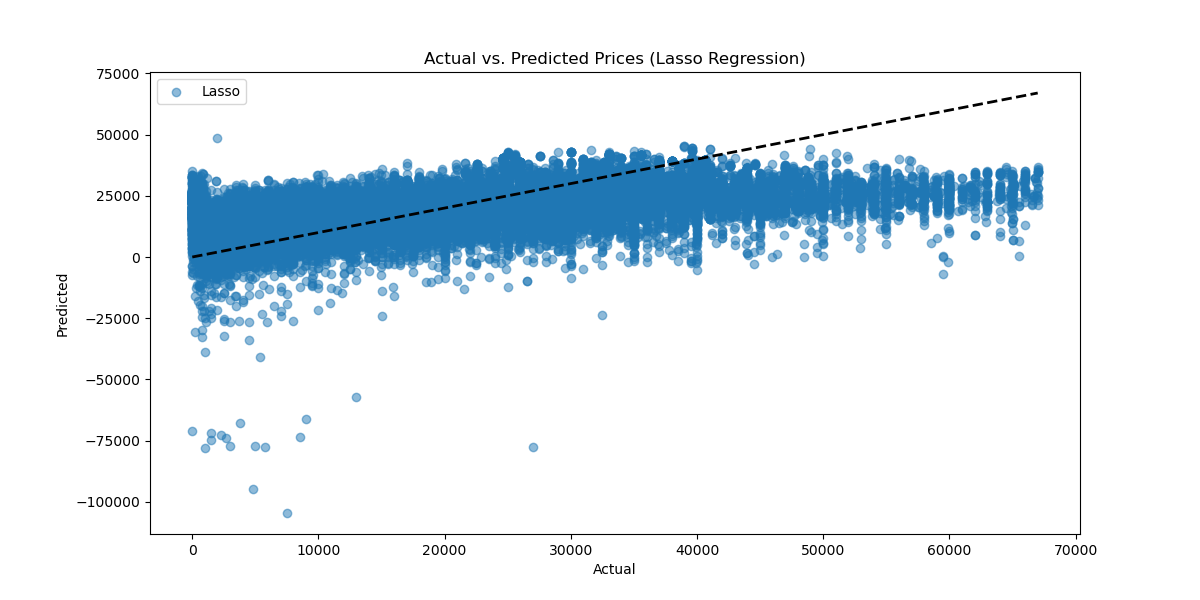 Actual vs. Predicted Prices (Lasso Regression)
Lasso
75000
50000
25000
0
−25000
−50000
−75000
−100000
Predicted
0 10000 20000 30000 40000 50000 60000 70000
Actual